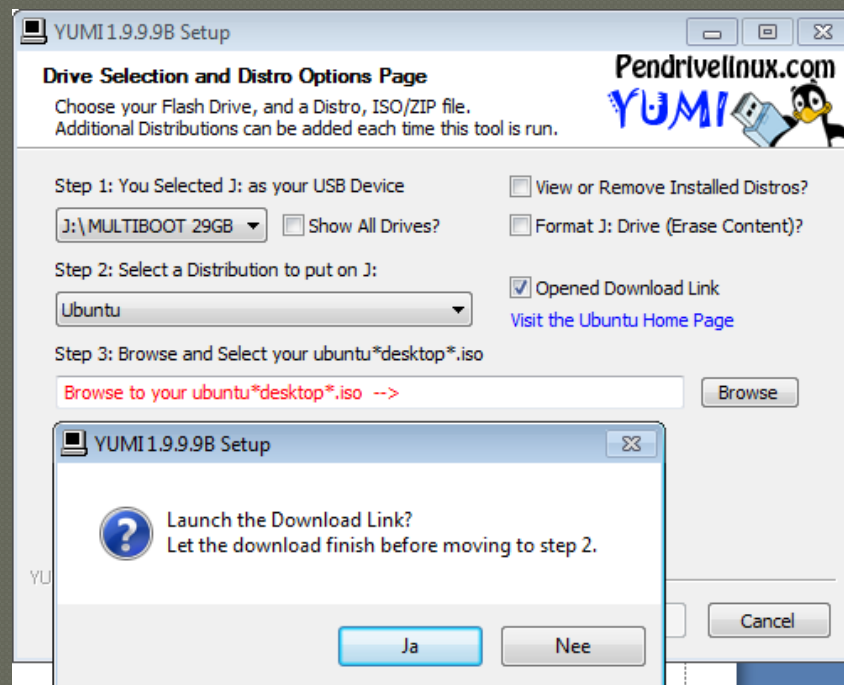 YUMI 1.9.9.9B Setup
Drive Selection and Distro Options Page
Choose your Flash Drive, and a Distro, ISO/ZIP file.
Additional Distributions can be added each time this tool is run.
Pendrivelinux.com
YUMI
Step 1: You Selected J: as your USB Device
View or Remove Installed Distros?
J:\MULTIBOOT 29GB
Show All Drives?
Format J: Drive (Erase Content)?
Step 2: Select a Distribution to put on J:
Opened Download Link
Ubuntu
Visit the Ubuntu Home Page
Step 3: Browse and Select your ubuntu*desktop*.iso
Browse to your ubuntu*desktop*.iso -->
Browse
YUMI 1.9.9.9B Setup
Launch the Download Link?
Let the download finish before moving to step 2.
YU
Cancel
Ja
Nee